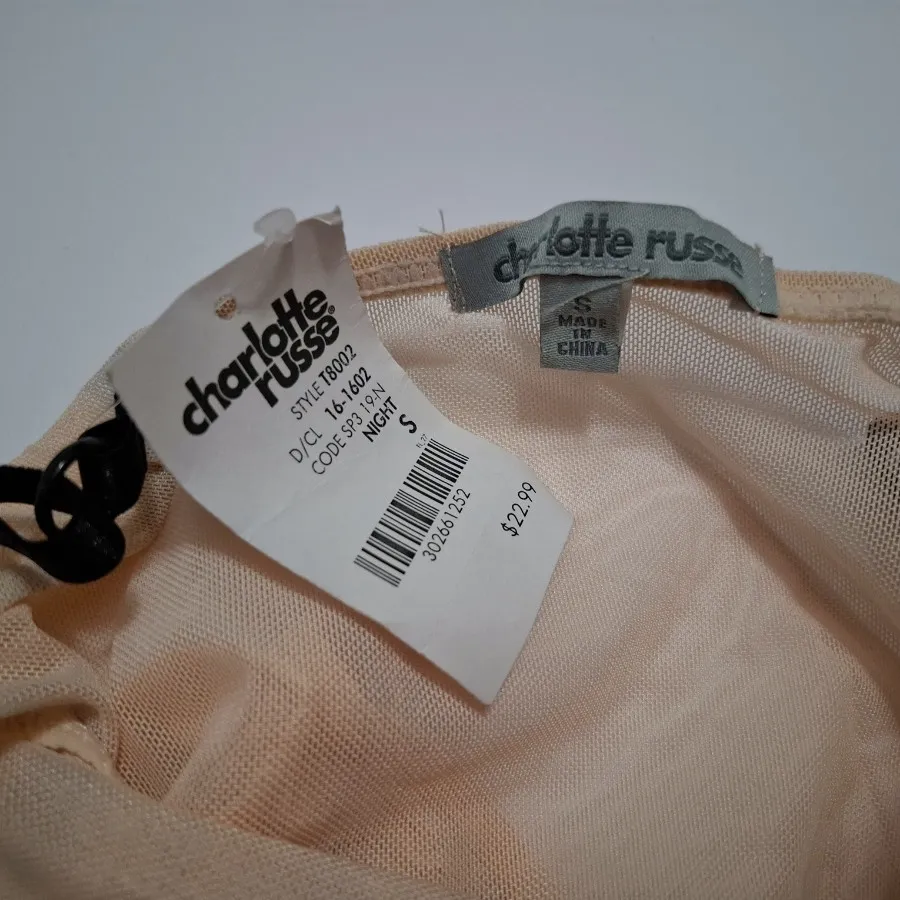 charlotte
russe®
STYLE T8002
D/CL 16-1602
CODE SP3 19-N
NIGHT S
302661252
$22.99
charlotte russe
S
MADE
IN
CHINA